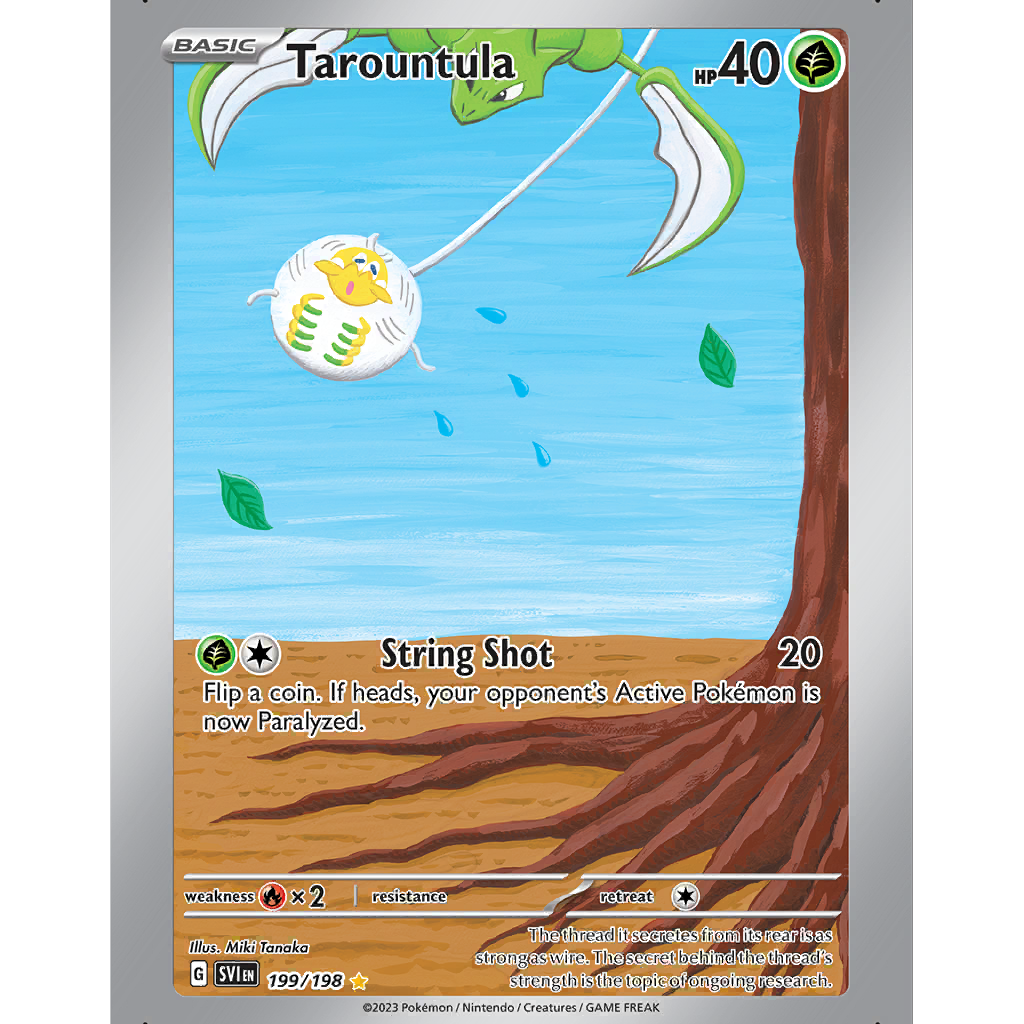 BASIC Tarountula HP 40
String Shot 20
Flip a coin. If heads, your opponent's Active Pokémon is
now Paralyzed.
weakness ×2 resistance retreat
Illus. Miki Tanaka
The thread it secretes from its rear is as
strong as wire. The secret behind the thread's
strength is the topic of ongoing research.
G SVI EN 199/198
©2023 Pokémon / Nintendo / Creatures / GAME FREAK